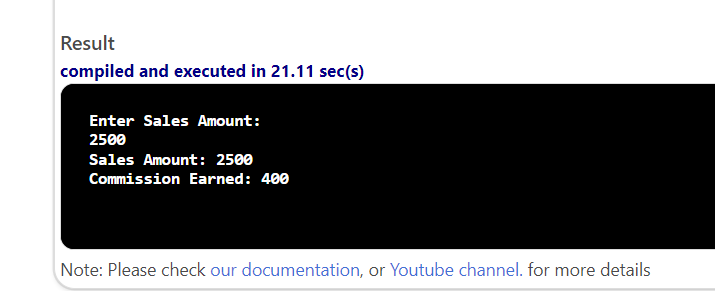 Result
compiled and executed in 21.11 sec(s)
Enter Sales Amount:
2500
Sales Amount: 2500
Commission Earned: 400
Note: Please check our documentation, or Youtube channel. for more details